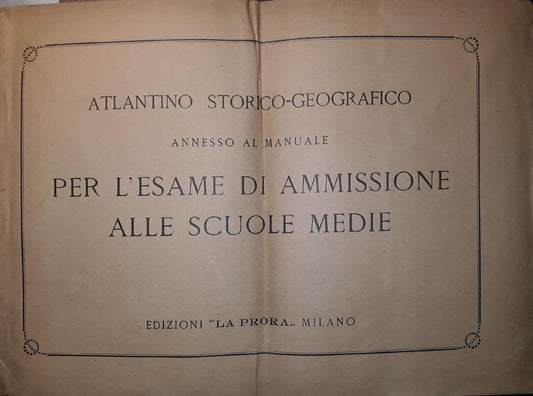 ATLANTINO STORICO-GEOGRAFICO
ANNESSO AL MANUALE
PER L'ESAME DI AMMISSIONE
ALLE SCUOLE MEDIE
EDIZIONI "LA PRORA„ MILANO